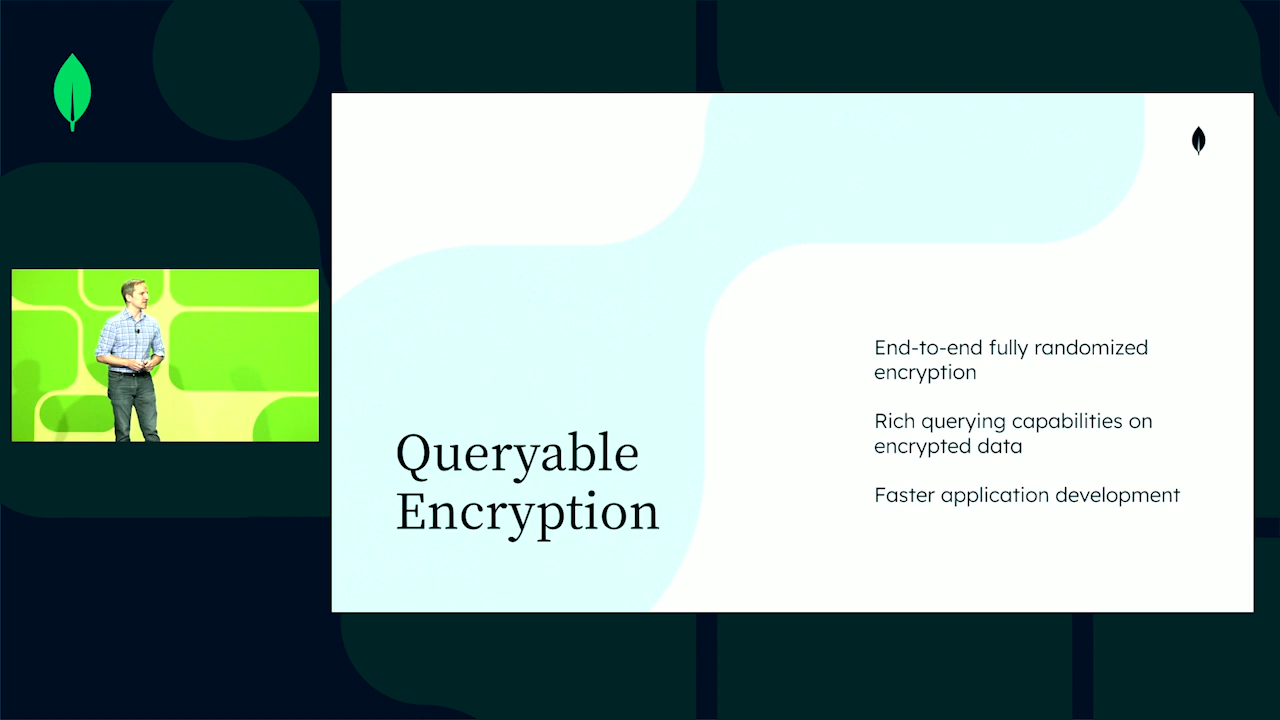 Queryable
Encryption
End-to-end fully randomized
encryption
Rich querying capabilities on
encrypted data
Faster application development